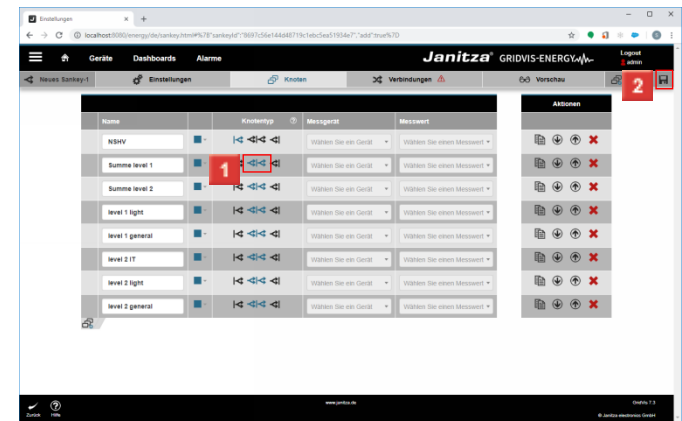 Einstellungen
localhost:8080/energy/de/sankey.html#%7B"sankeyId":"8697c56e144d48719c1ebc5ea51934e7","add":true%7D
Geräte Dashboards Alarme Janitza® GRIDVIS-ENERGY Logout
admin
Neues Sankey-1 Einstellungen Knoten Verbindungen Vorschau
2
Aktionen
Name Knotentyp Messgerät Messwert
NSHV Wählen Sie ein Gerät Wählen Sie einen Messwert
1
Summe level 1 Wählen Sie ein Gerät Wählen Sie einen Messwert
Summe level 2 Wählen Sie ein Gerät Wählen Sie einen Messwert
level 1 light Wählen Sie ein Gerät Wählen Sie einen Messwert
level 1 general Wählen Sie ein Gerät Wählen Sie einen Messwert
level 2 IT Wählen Sie ein Gerät Wählen Sie einen Messwert
level 2 light Wählen Sie ein Gerät Wählen Sie einen Messwert
level 2 general Wählen Sie ein Gerät Wählen Sie einen Messwert
www.janitza.de GridVis 7.3
Zurück Hilfe © Janitza electronics GmbH